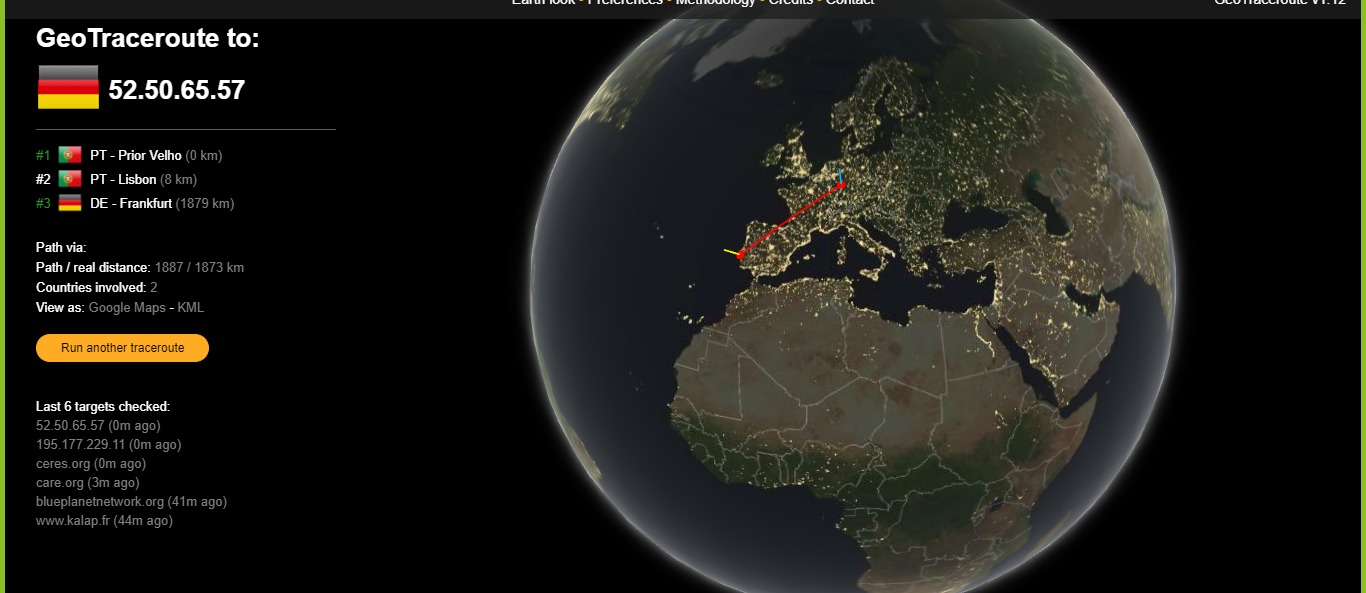 Earth look • Preferences • Methodology • Credits • Contact
GeoTraceroute v1.12
GeoTraceroute to:
52.50.65.57
#1 PT - Prior Velho (0 km)
#2 PT - Lisbon (8 km)
#3 DE - Frankfurt (1879 km)
Path via:
Path / real distance: 1887 / 1873 km
Countries involved: 2
View as: Google Maps - KML
Run another traceroute
Last 6 targets checked:
52.50.65.57 (0m ago)
195.177.229.11 (0m ago)
ceres.org (0m ago)
care.org (3m ago)
blueplanetnetwork.org (41m ago)
www.kalap.fr (44m ago)